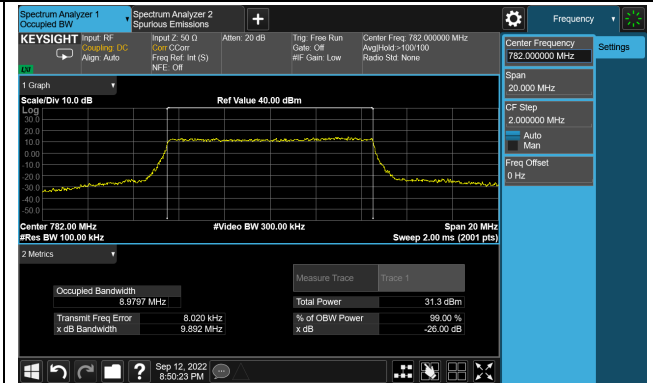 Spectrum Analyzer 1
Occupied BW
Spectrum Analyzer 2
Spurious Emissions
+
Frequency
KEYSIGHT
Input: RF
Coupling: DC
Align: Auto
Input Z: 50 Ω
Corr CCorr
Freq Ref: Int (S)
NFE: Off
Atten: 20 dB
Trig: Free Run
Gate: Off
#IF Gain: Low
Center Freq: 782.000000 MHz
Avg|Hold:>100/100
Radio Std: None
LXI
Center Frequency
782.000000 MHz
Settings
Span
20.000 MHz
CF Step
2.000000 MHz
Auto
Man
Freq Offset
0 Hz
1 Graph
Scale/Div 10.0 dB
Ref Value 40.00 dBm
Log
30.0
20.0
10.0
0.00
-10.0
-20.0
-30.0
-40.0
-50.0
Center 782.00 MHz
#Video BW 300.00 kHz
Span 20 MHz
#Res BW 100.00 kHz
Sweep 2.00 ms (2001 pts)
2 Metrics
Measure Trace
Trace 1
Occupied Bandwidth
8.9797 MHz
Total Power
31.3 dBm
Transmit Freq Error
8.020 kHz
% of OBW Power
99.00 %
x dB Bandwidth
9.892 MHz
x dB
-26.00 dB
?
Sep 12, 2022
8:50:23 PM